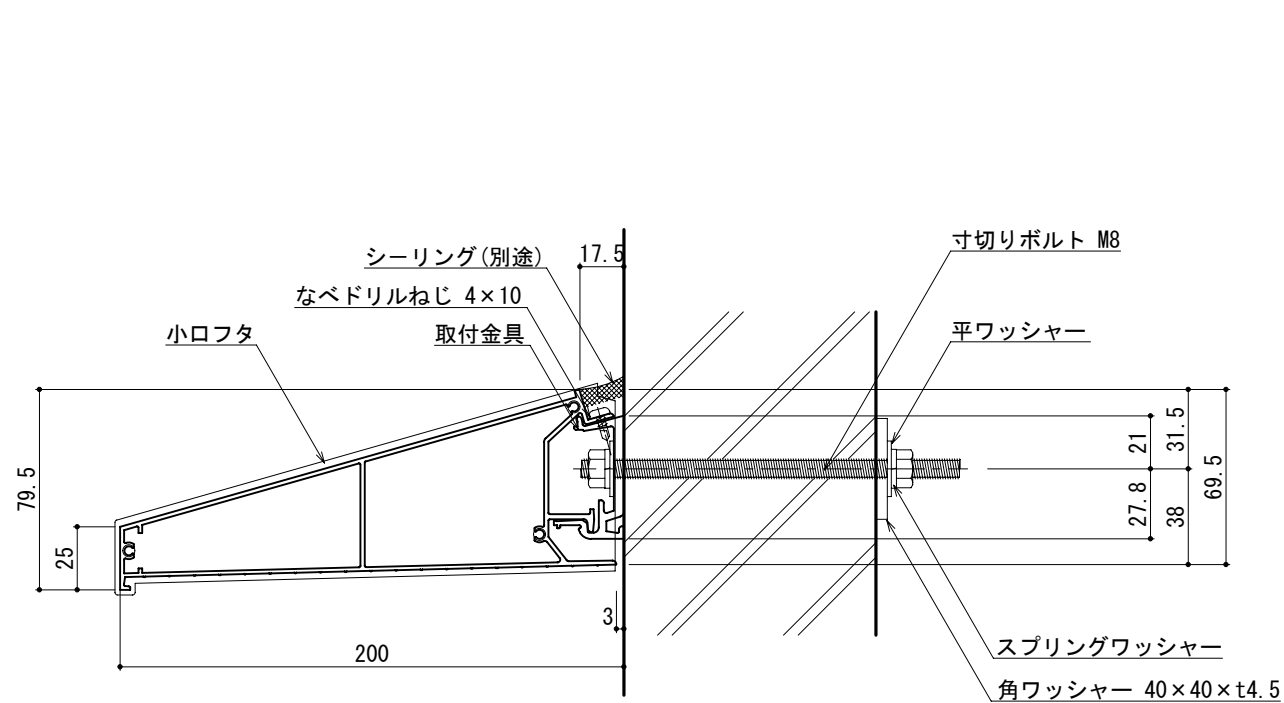 寸切りボルト M8
シーリング(別途)
17.5
なべドリルねじ 4×10
小口フタ
取付金具
平ワッシャー
79.5
25
21
31.5
69.5
27.8
38
3
200
スプリングワッシャー
角ワッシャー 40×40×t4.5